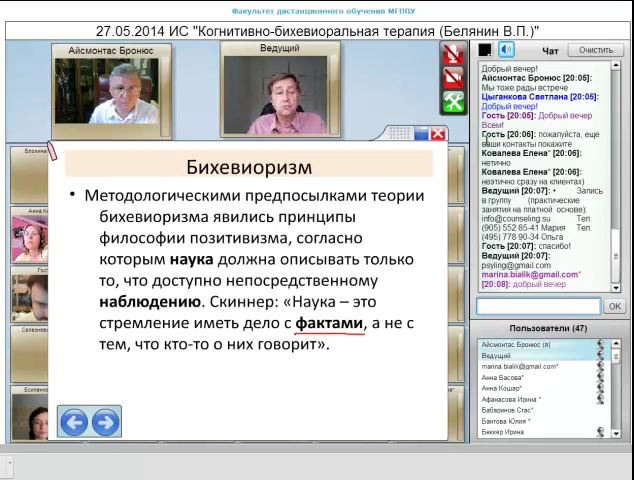 Факультет дистанционного обучения МГППУ
27.05.2014 ИС "Когнитивно-бихевиоральная терапия (Белянин В.П.)"
Айсмонтас Бронюс
Ведущий
Чат
Очистить
Бихевиоризм
• Методологическими предпосылками теории
бихевиоризма явились принципы
философии позитивизма, согласно
которым наука должна описывать только
то, что доступно непосредственному
наблюдению. Скиннер: «Наука – это
стремление иметь дело с фактами, а не с
тем, что кто-то о них говорит».
Добрый вечер!
Айсмонтас Бронюс [20:05]:
Мы тоже рады встрече
Цыганкова Светлана [20:05]:
Добрый вечер!
Гость [20:05]: Добрый вечер
Всем!
Гость [20:06]: пожалуйста, еще
ваши контакты покажите
Ковалева Елена* [20:06]:
нетично
Ковалева Елена* [20:06]:
неэтично сразу на клиентах)
Ведущий [20:07]: • Запись
в группу (практические
занятия на платной основе):
info@counseling.su Тел.
(905) 552 85-41 Мария Тел.
(495) 778 90-34 Ольга
Гость [20:07]: спасибо!
Ведущий [20:07]:
psyling@gmail.com
marina.bialik@gmail.com*
[20:08]: добрый вечер
OK
Пользователи (47)
Айсмонтас Бронюс (я)
Ведущий
marina.bialik@gmail.com*
Анна Басова*
Анна Кошар*
Афанасова Ирина *
Бабаринов Стас*
Баитова Юлия *
Беккер Ирина